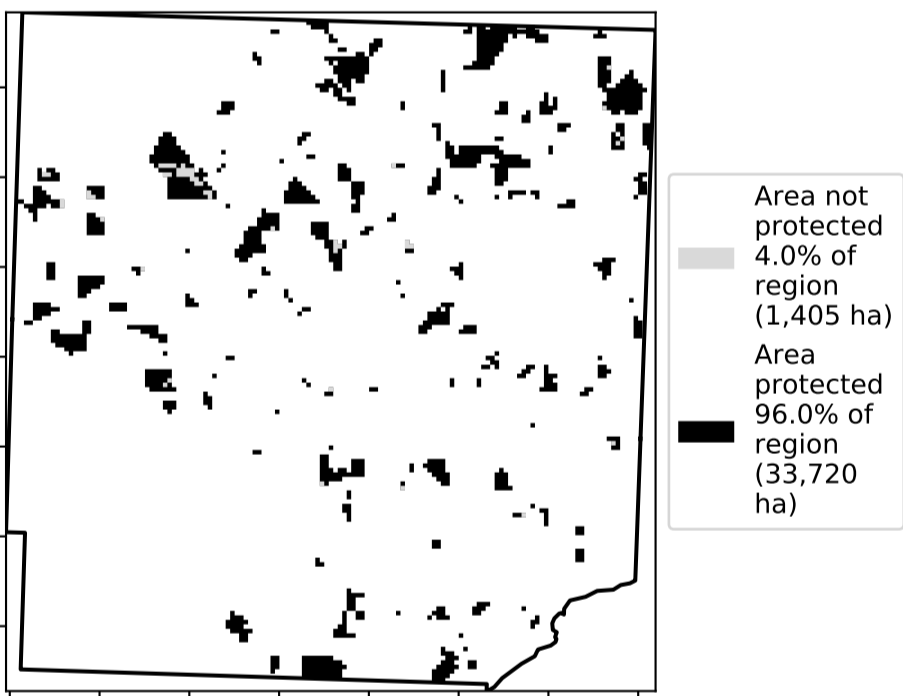 Area not
protected
4.0% of
region
(1,405 ha)
Area
protected
96.0% of
region
(33,720
ha)